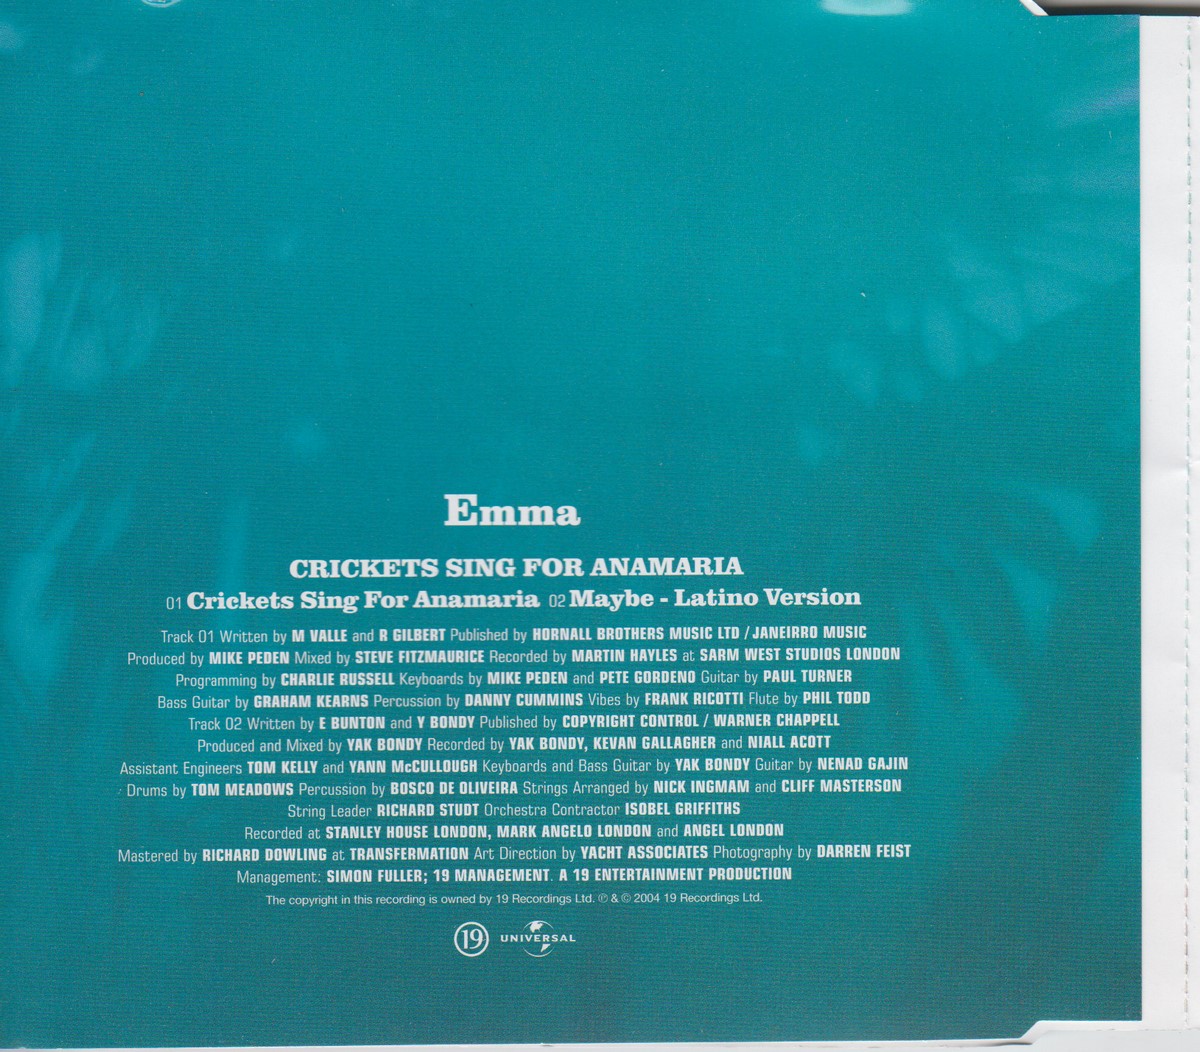 Emma
CRICKETS SING FOR ANAMARIA
01 Crickets Sing For Anamaria 02 Maybe - Latino Version
Track 01 Written by M VALLE and R GILBERT Published by HORNALL BROTHERS MUSIC LTD / JANEIRRO MUSIC
Produced by MIKE PEDEN Mixed by STEVE FITZMAURICE Recorded by MARTIN HAYLES at SARM WEST STUDIOS LONDON
Programming by CHARLIE RUSSELL Keyboards by MIKE PEDEN and PETE GORDENO Guitar by PAUL TURNER
Bass Guitar by GRAHAM KEARNS Percussion by DANNY CUMMINS Vibes by FRANK RICOTTI Flute by PHIL TODD
Track 02 Written by E BUNTON and Y BONDY Published by COPYRIGHT CONTROL / WARNER CHAPPELL
Produced and Mixed by YAK BONDY Recorded by YAK BONDY, KEVAN GALLAGHER and NIALL ACOTT
Assistant Engineers TOM KELLY and YANN McCULLOUGH Keyboards and Bass Guitar by YAK BONDY Guitar by NENAD GAJIN
Drums by TOM MEADOWS Percussion by BOSCO DE OLIVEIRA Strings Arranged by NICK INGMAM and CLIFF MASTERSON
String Leader RICHARD STUDT Orchestra Contractor ISOBEL GRIFFITHS
Recorded at STANLEY HOUSE LONDON, MARK ANGELO LONDON and ANGEL LONDON
Mastered by RICHARD DOWLING at TRANSFERMATION Art Direction by YACHT ASSOCIATES Photography by DARREN FEIST
Management: SIMON FULLER; 19 MANAGEMENT. A 19 ENTERTAINMENT PRODUCTION
The copyright in this recording is owned by 19 Recordings Ltd. ℗ & © 2004 19 Recordings Ltd.
19 UNIVERSAL